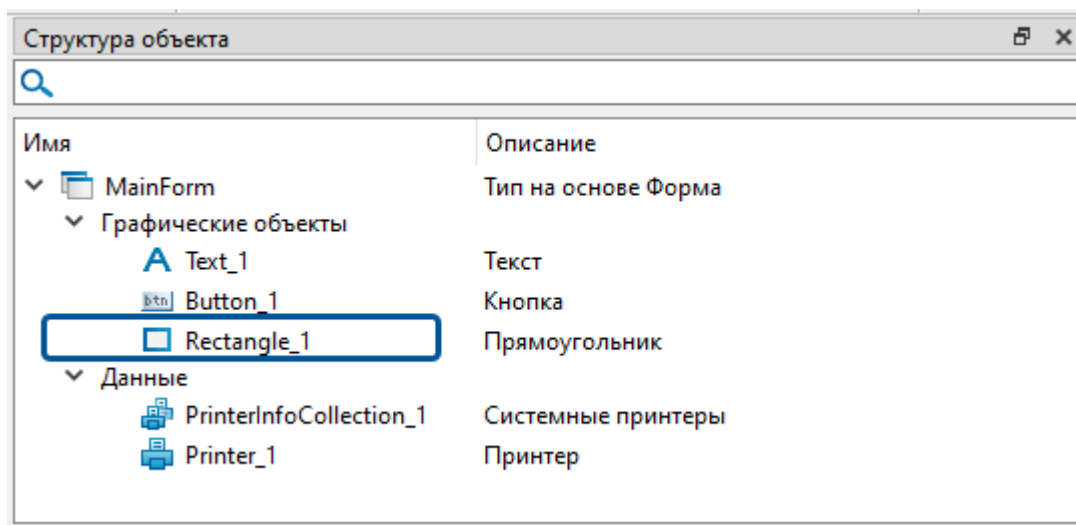 Структура объекта
Имя Описание
MainForm Тип на основе Форма
Графические объекты
A Text_1 Текст
btn Button_1 Кнопка
Rectangle_1 Прямоугольник
Данные
PrinterInfoCollection_1 Системные принтеры
Printer_1 Принтер